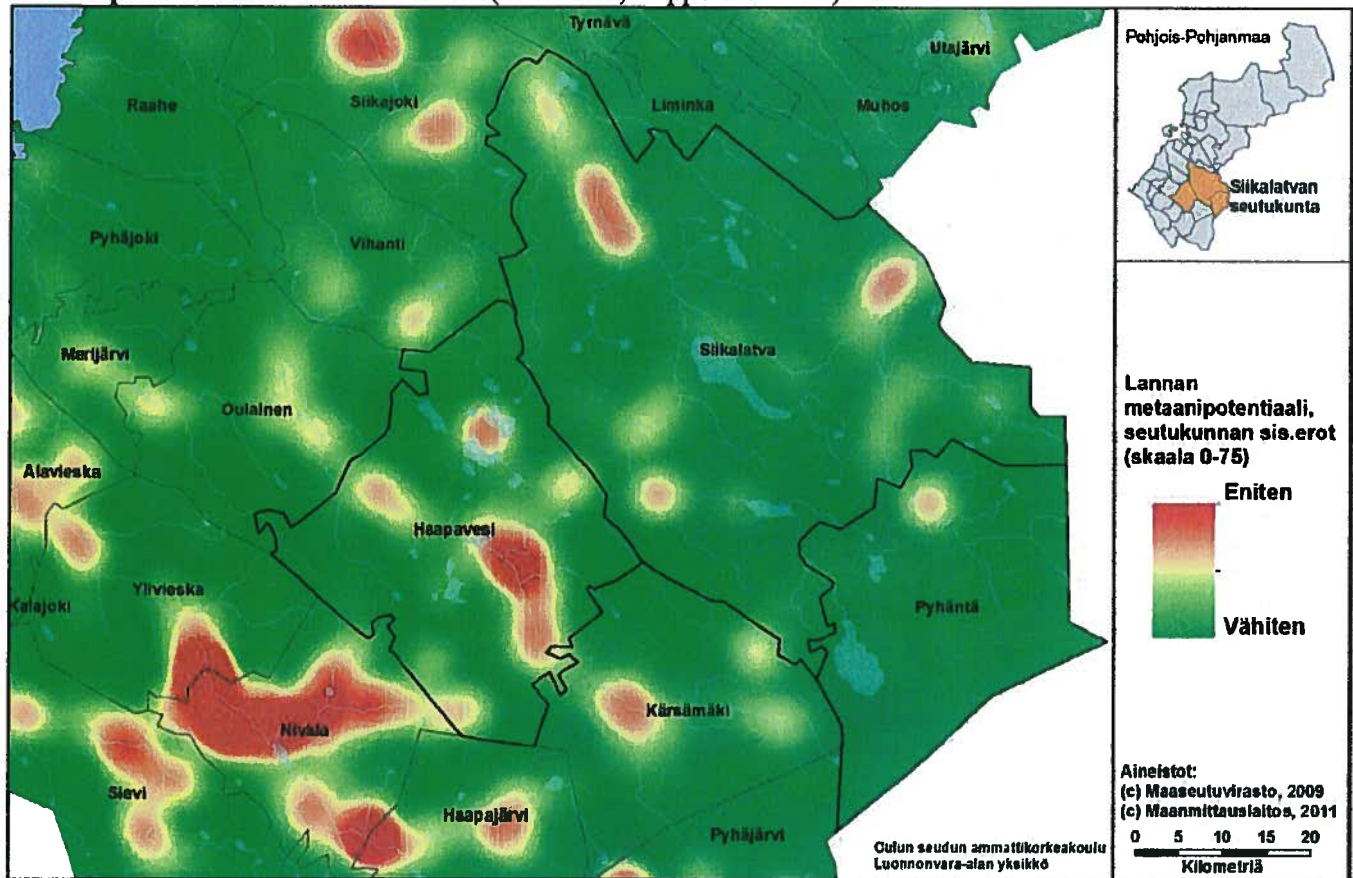 Tyrnävä
Utajärvi
Raahe
Siikajoki
Liminka
Muhos
Pyhäjoki
Vihanti
Merijärvi
Siikalatva
Oulainen
Alavieska
Haapavesi
Kalajoki
Ylivieska
Pyhäntä
Nivala
Kärsämäki
Sievi
Haapajärvi
Pyhäjärvi
Oulun seudun ammattikorkeakoulu
Luonnonvara-alan yksikkö
Pohjois-Pohjanmaa
Siikalatvan
seutukunta
Lannan
metaanipotentiaali,
seutukunnan sis.erot
(skaala 0-75)
Eniten
Vähiten
Aineistot:
(c) Maaseutuvirasto, 2009
(c) Maanmittauslaitos, 2011
0 5 10 15 20
Kilometriä